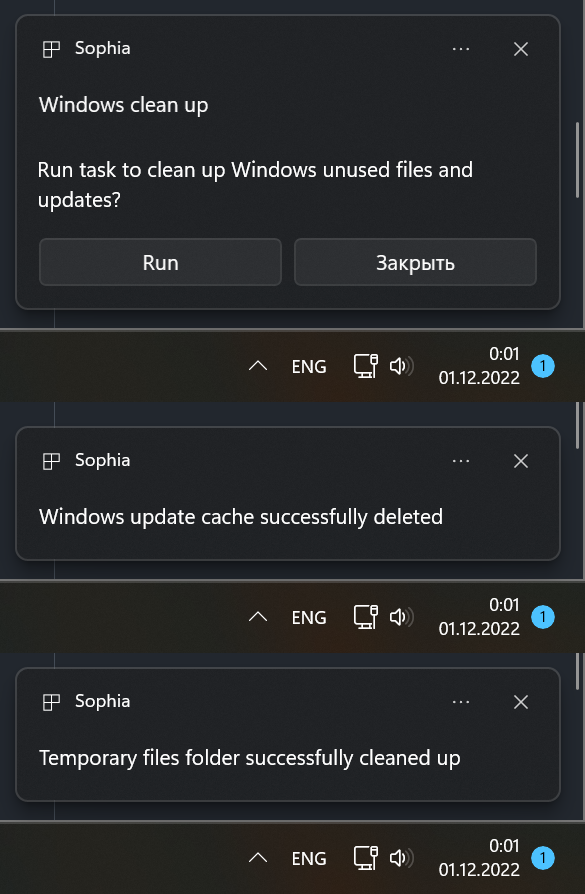 Sophia
Windows clean up
Run task to clean up Windows unused files and
updates?
Run
Закрыть
ENG
0:01
01.12.2022
1
Sophia
Windows update cache successfully deleted
ENG
0:01
01.12.2022
1
Sophia
Temporary files folder successfully cleaned up
ENG
0:01
01.12.2022
1